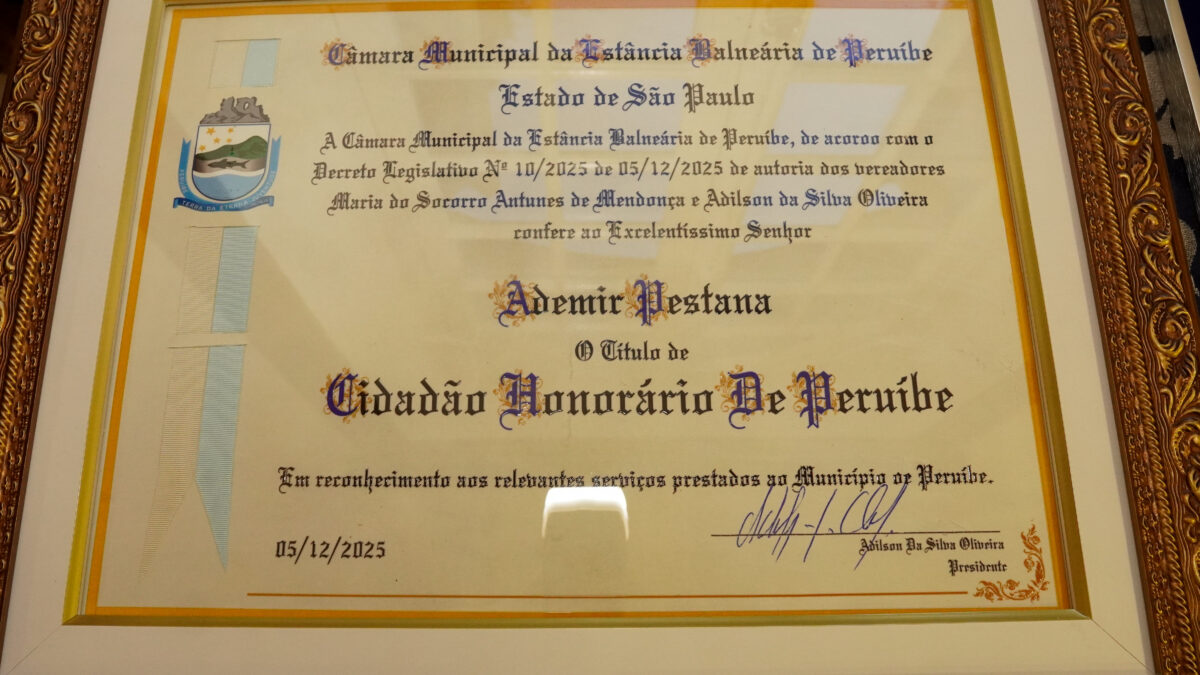 Câmara Municipal da Estância Balneária de Peruíbe
Estado de São Paulo
A Câmara Municipal da Estância Balneária de Peruíbe, de acordo com o
Decreto Legislativo Nº 10/2025 de 05/12/2025 de autoria dos vereadores
Maria do Socorro Antunes de Mendonça e Adilson da Silva Oliveira
confere ao Excelentíssimo Senhor
Ademir Pestana
O Título de
Cidadão Honorário De Peruíbe
Em reconhecimento aos relevantes serviços prestados ao Município de Peruíbe.
05/12/2025
Adilson Da Silva Oliveira
Presidente
TERRA DA ETERNA